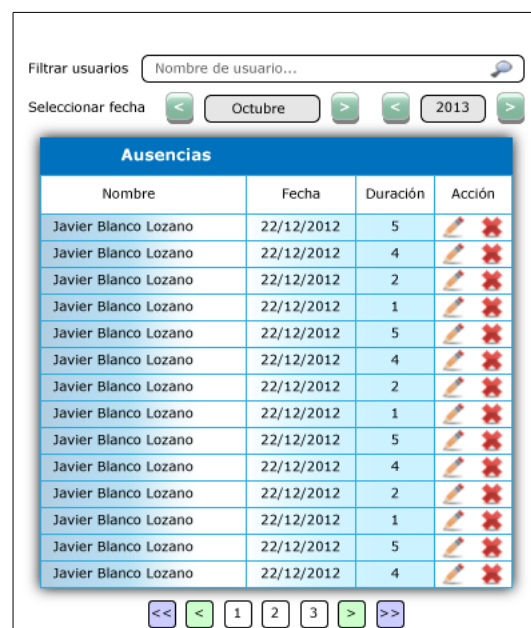 Filtrar usuarios Nombre de usuario...
Seleccionar fecha < Octubre > < 2013 >
Ausencias
Nombre Fecha Duración Acción
Javier Blanco Lozano 22/12/2012 5
Javier Blanco Lozano 22/12/2012 4
Javier Blanco Lozano 22/12/2012 2
Javier Blanco Lozano 22/12/2012 1
Javier Blanco Lozano 22/12/2012 5
Javier Blanco Lozano 22/12/2012 4
Javier Blanco Lozano 22/12/2012 2
Javier Blanco Lozano 22/12/2012 1
Javier Blanco Lozano 22/12/2012 5
Javier Blanco Lozano 22/12/2012 4
Javier Blanco Lozano 22/12/2012 2
Javier Blanco Lozano 22/12/2012 1
Javier Blanco Lozano 22/12/2012 5
Javier Blanco Lozano 22/12/2012 4
<< < 1 2 3 > >>